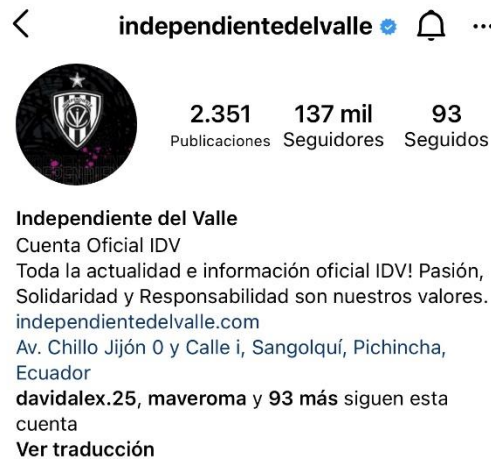 independientedelvalle
2.351 137 mil 93
Publicaciones Seguidores Seguidos
Independiente del Valle
Cuenta Oficial IDV
Toda la actualidad e información oficial IDV! Pasión,
Solidaridad y Responsabilidad son nuestros valores.
independientedelvalle.com
Av. Chillo Jijón 0 y Calle i, Sangolquí, Pichincha,
Ecuador
davidalex.25, maveroma y 93 más siguen esta
cuenta
Ver traducción